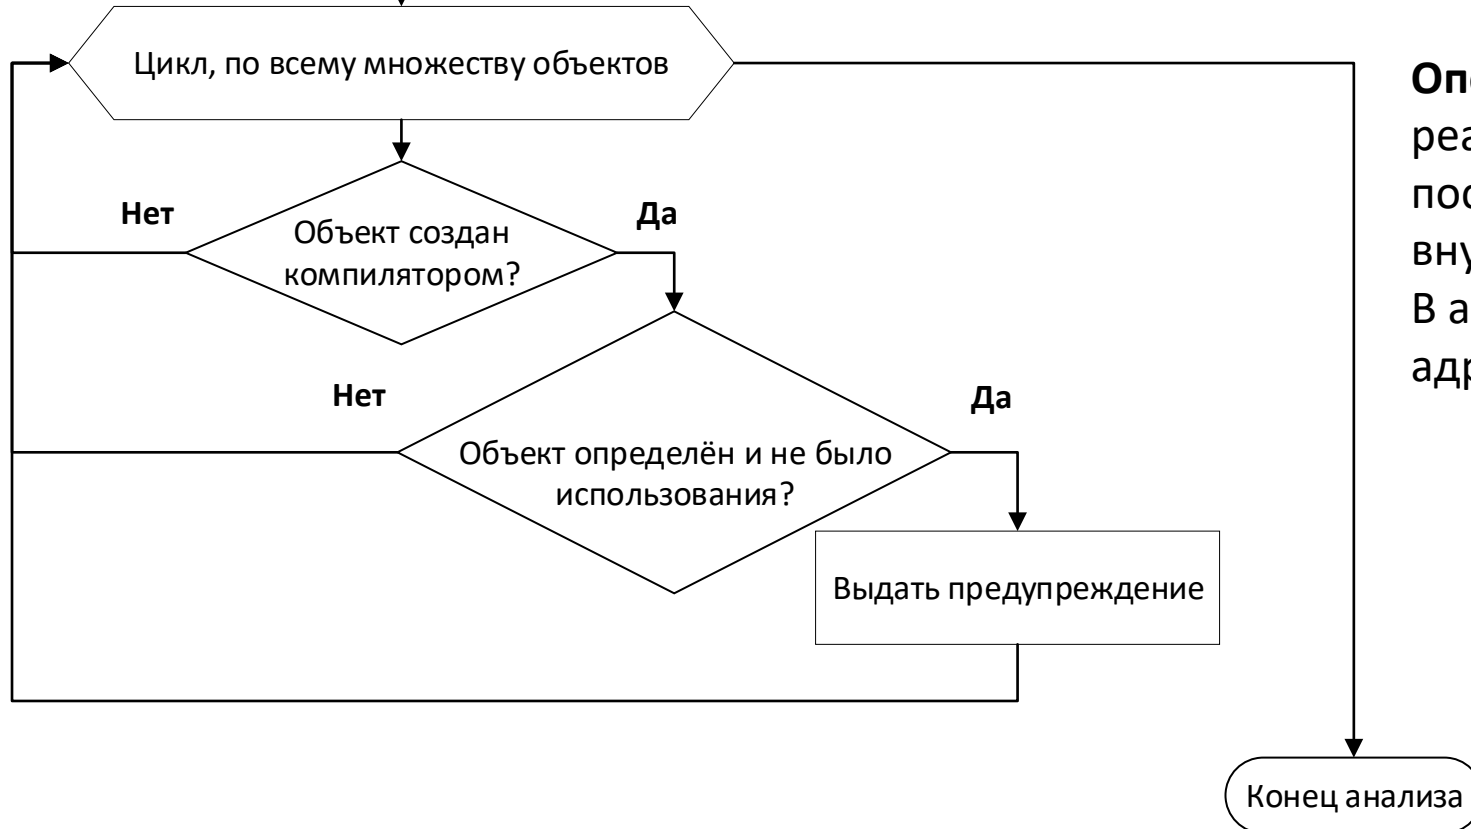 Цикл, по всему множеству объектов
Нет
Да
Объект создан
компилятором?
Нет
Да
Объект определён и не было
использования?
Выдать предупреждение
Конец анализа
В